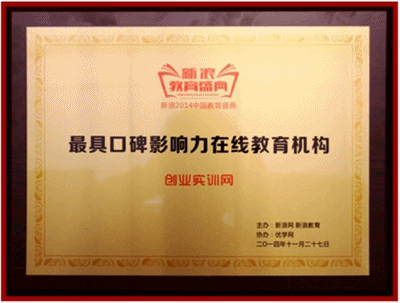 新浪
教育盛典
新浪2014中国教育盛典
最具口碑影响力在线教育机构
创业实训网
主办：新浪网 新浪教育
协办：优学网
二〇一四年十一月二十七日